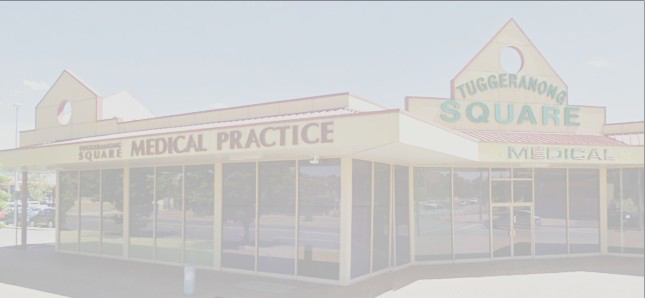 TUGGERANONG
SQUARE MEDICAL PRACTICE
TUGGERANONG
SQUARE
MEDICAL